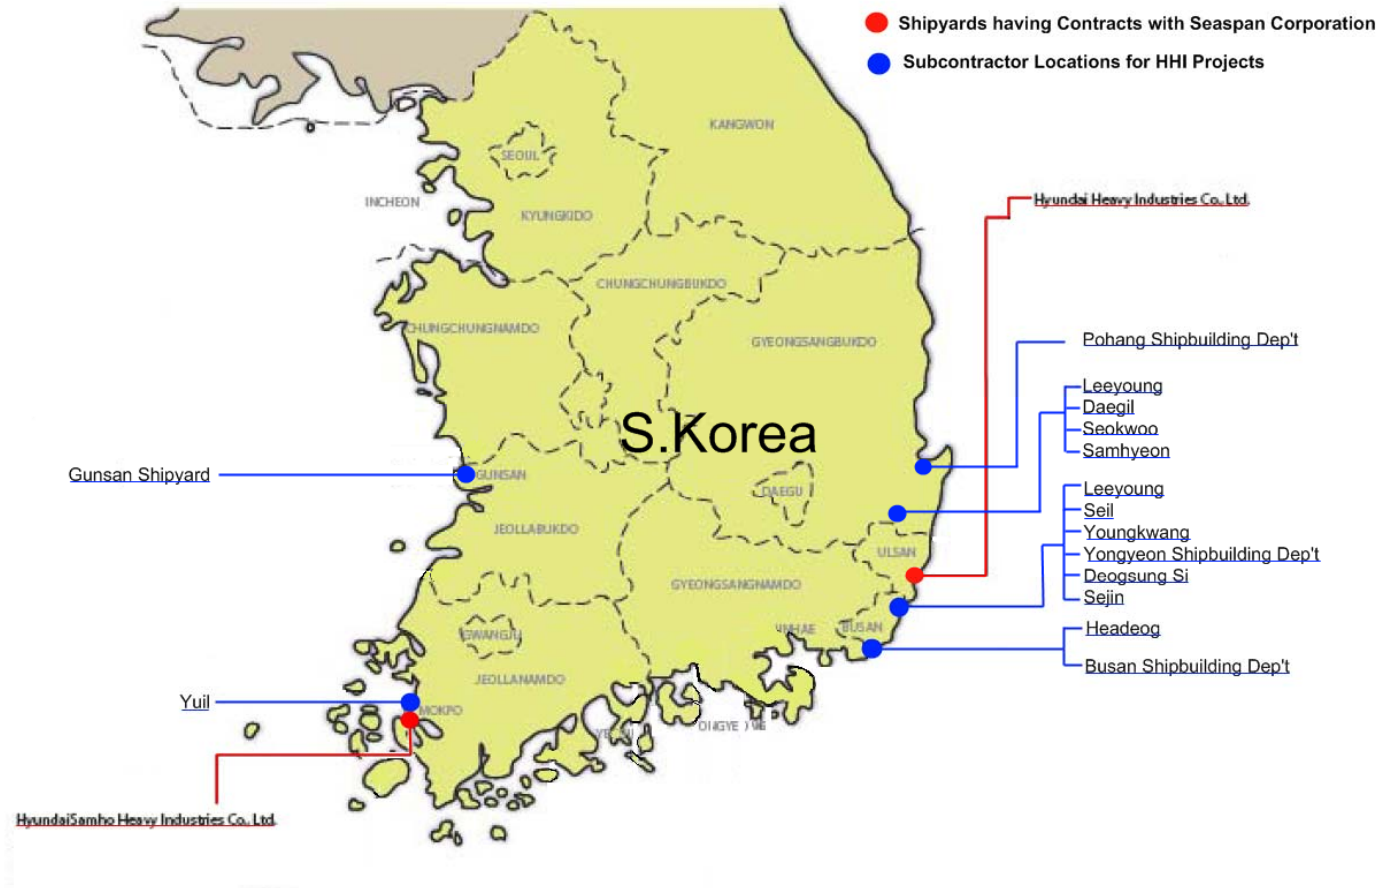 Shipyards having Contracts with Seaspan Corporation
Subcontractor Locations for HHI Projects
KANGWON
SEOUL
INCHEON
KYUNGKIDO
Hyundai Heavy Industries Co., Ltd.
CHUNGCHUNGBUKDO
CHUNGCHUNGNAMDO
GYEONGSANGBUKDO
Pohang Shipbuilding Dep't
Leeyoung
Daegil
Seokwoo
Samhyeon
S.Korea
Gunsan Shipyard
GUNSAN
DAEGU
Leeyoung
Seil
Youngkwang
Yongyeon Shipbuilding Dep't
Deogsung Si
Sejin
JEOLLABUKDO
ULSAN
GYEONGSANGNAMDO
BUSAN
Headeog
Busan Shipbuilding Dep't
GWANGJU
JEOLLANAMDO
Yuil
MOKPO
HyundaiSamho Heavy Industries Co., Ltd.